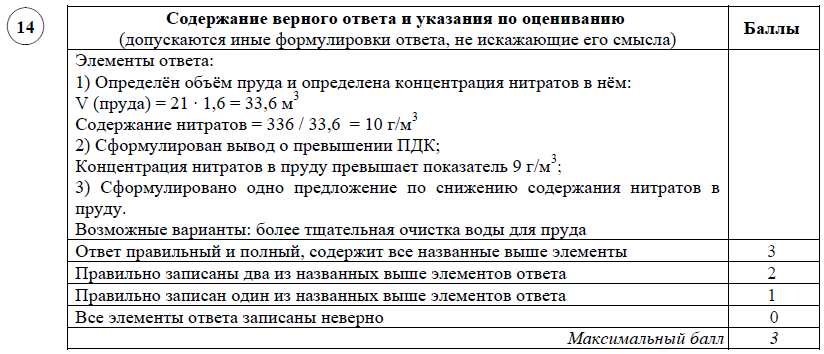 14
Содержание верного ответа и указания по оцениванию
(допускаются иные формулировки ответа, не искажающие его смысла)
Баллы
Элементы ответа:
1) Определён объём пруда и определена концентрация нитратов в нём:
V (пруда) = 21 · 1,6 = 33,6 м³
Содержание нитратов = 336 / 33,6 = 10 г/м³
2) Сформулирован вывод о превышении ПДК;
Концентрация нитратов в пруду превышает показатель 9 г/м³;
3) Сформулировано одно предложение по снижению содержания нитратов в
пруду.
Возможные варианты: более тщательная очистка воды для пруда
Ответ правильный и полный, содержит все названные выше элементы 3
Правильно записаны два из названных выше элементов ответа 2
Правильно записан один из названных выше элементов ответа 1
Все элементы ответа записаны неверно 0
Максимальный балл 3